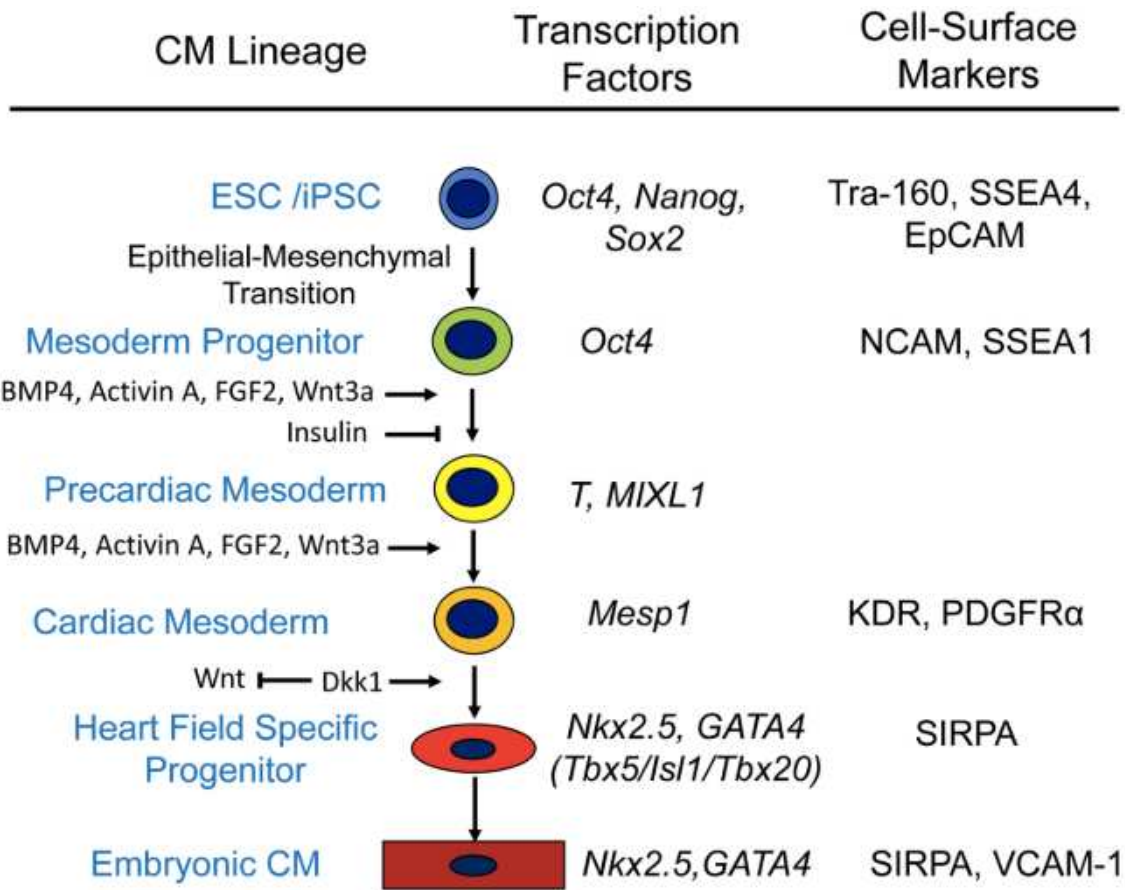 CM Lineage
Transcription
Factors
Cell-Surface
Markers
ESC /iPSC
Oct4, Nanog,
Sox2
Tra-160, SSEA4,
EpCAM
Epithelial-Mesenchymal
Transition
Mesoderm Progenitor
Oct4
NCAM, SSEA1
BMP4, Activin A, FGF2, Wnt3a
Insulin
Precardiac Mesoderm
T, MIXL1
BMP4, Activin A, FGF2, Wnt3a
Cardiac Mesoderm
Mesp1
KDR, PDGFRα
Wnt
Dkk1
Heart Field Specific
Progenitor
Nkx2.5, GATA4
(Tbx5/Isl1/Tbx20)
SIRPA
Embryonic CM
Nkx2.5,GATA4
SIRPA, VCAM-1